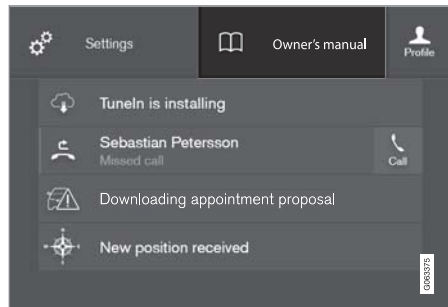 Settings
Owner's manual
Profile
TuneIn is installing
Sebastian Petersson
Missed call
Call
Downloading appointment proposal
New position received
G063375